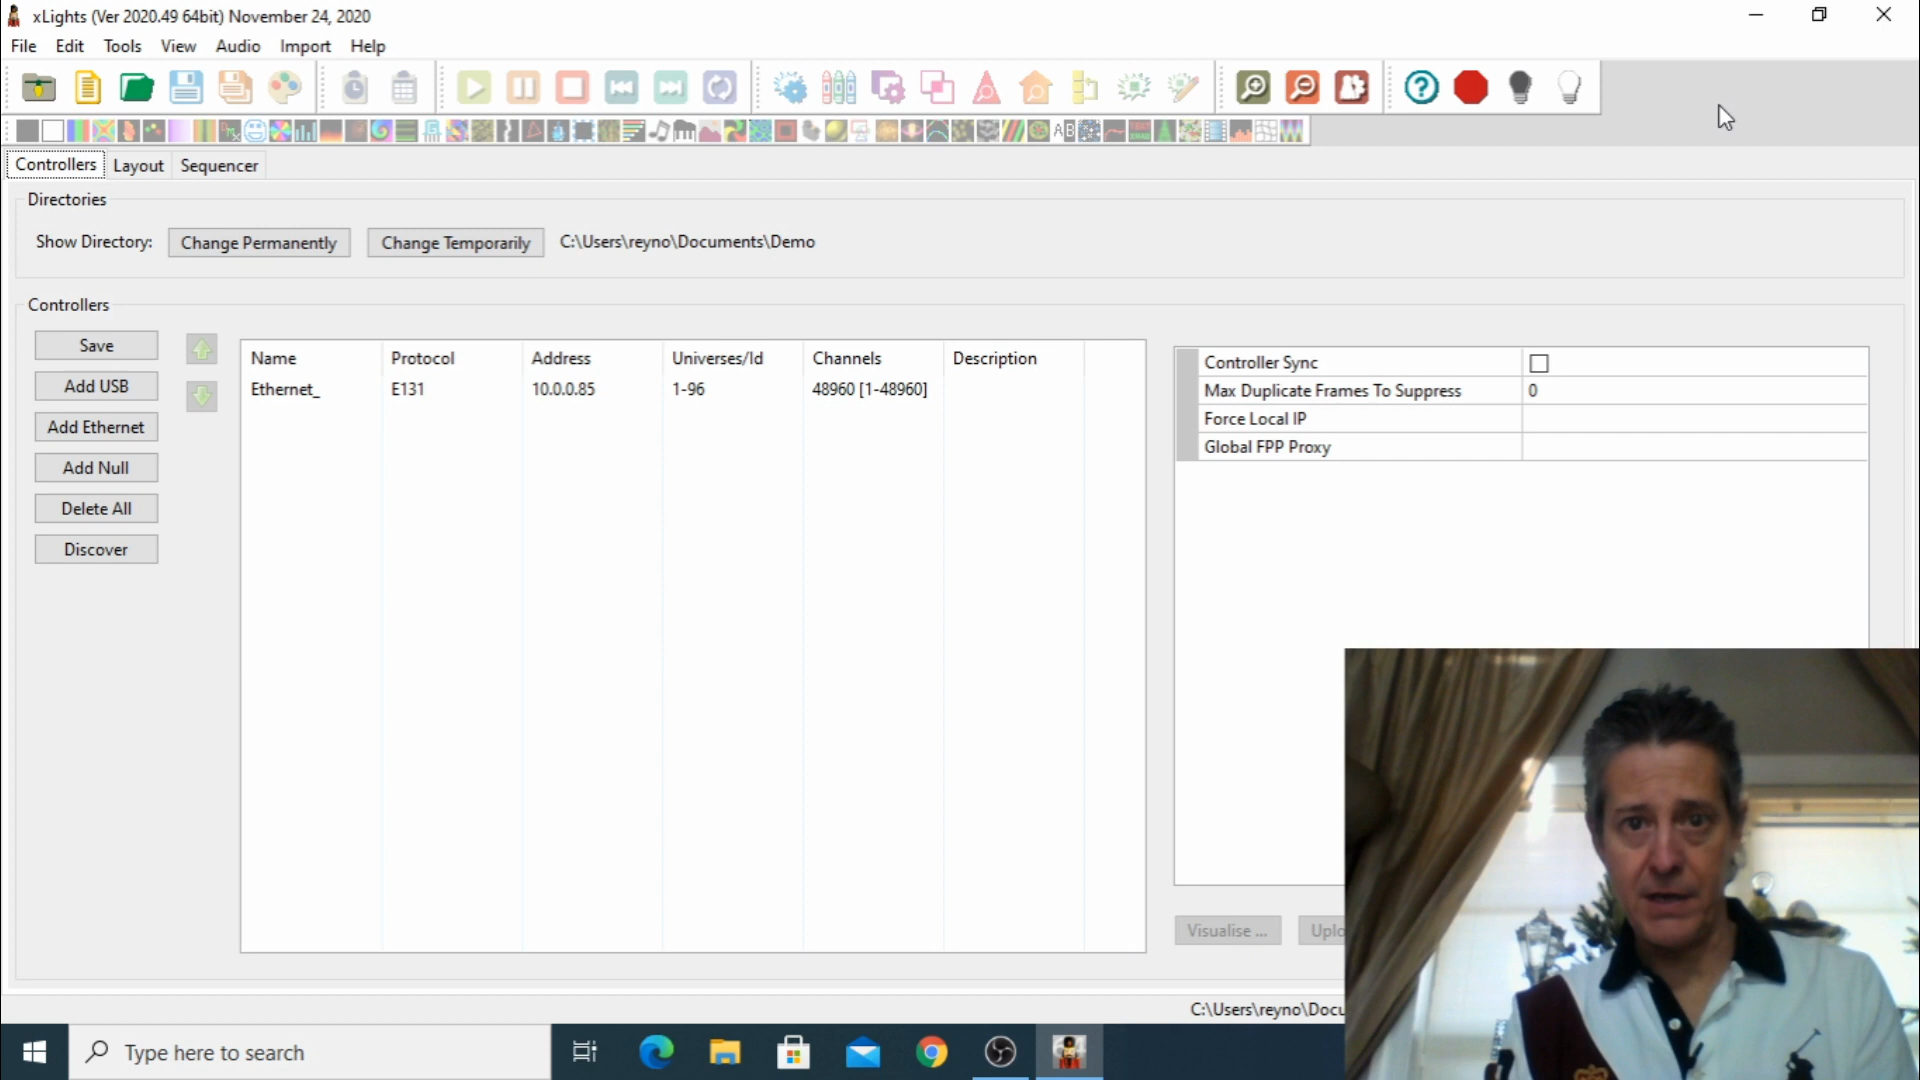 xLights (Ver 2020.49 64bit) November 24, 2020
File Edit Tools View Audio Import Help
Controllers Layout Sequencer
Directories
Show Directory: Change Permanently Change Temporarily C:\Users\reyno\Documents\Demo
Controllers
Save
Add USB
Add Ethernet
Add Null
Delete All
Discover
Name Protocol Address Universes/Id Channels Description
Ethernet_ E131 10.0.0.85 1-96 48960 [1-48960]
Controller Sync
Max Duplicate Frames To Suppress 0
Force Local IP
Global FPP Proxy
Visualise ... Uplo
C:\Users\reyno\Docu
Type here to search